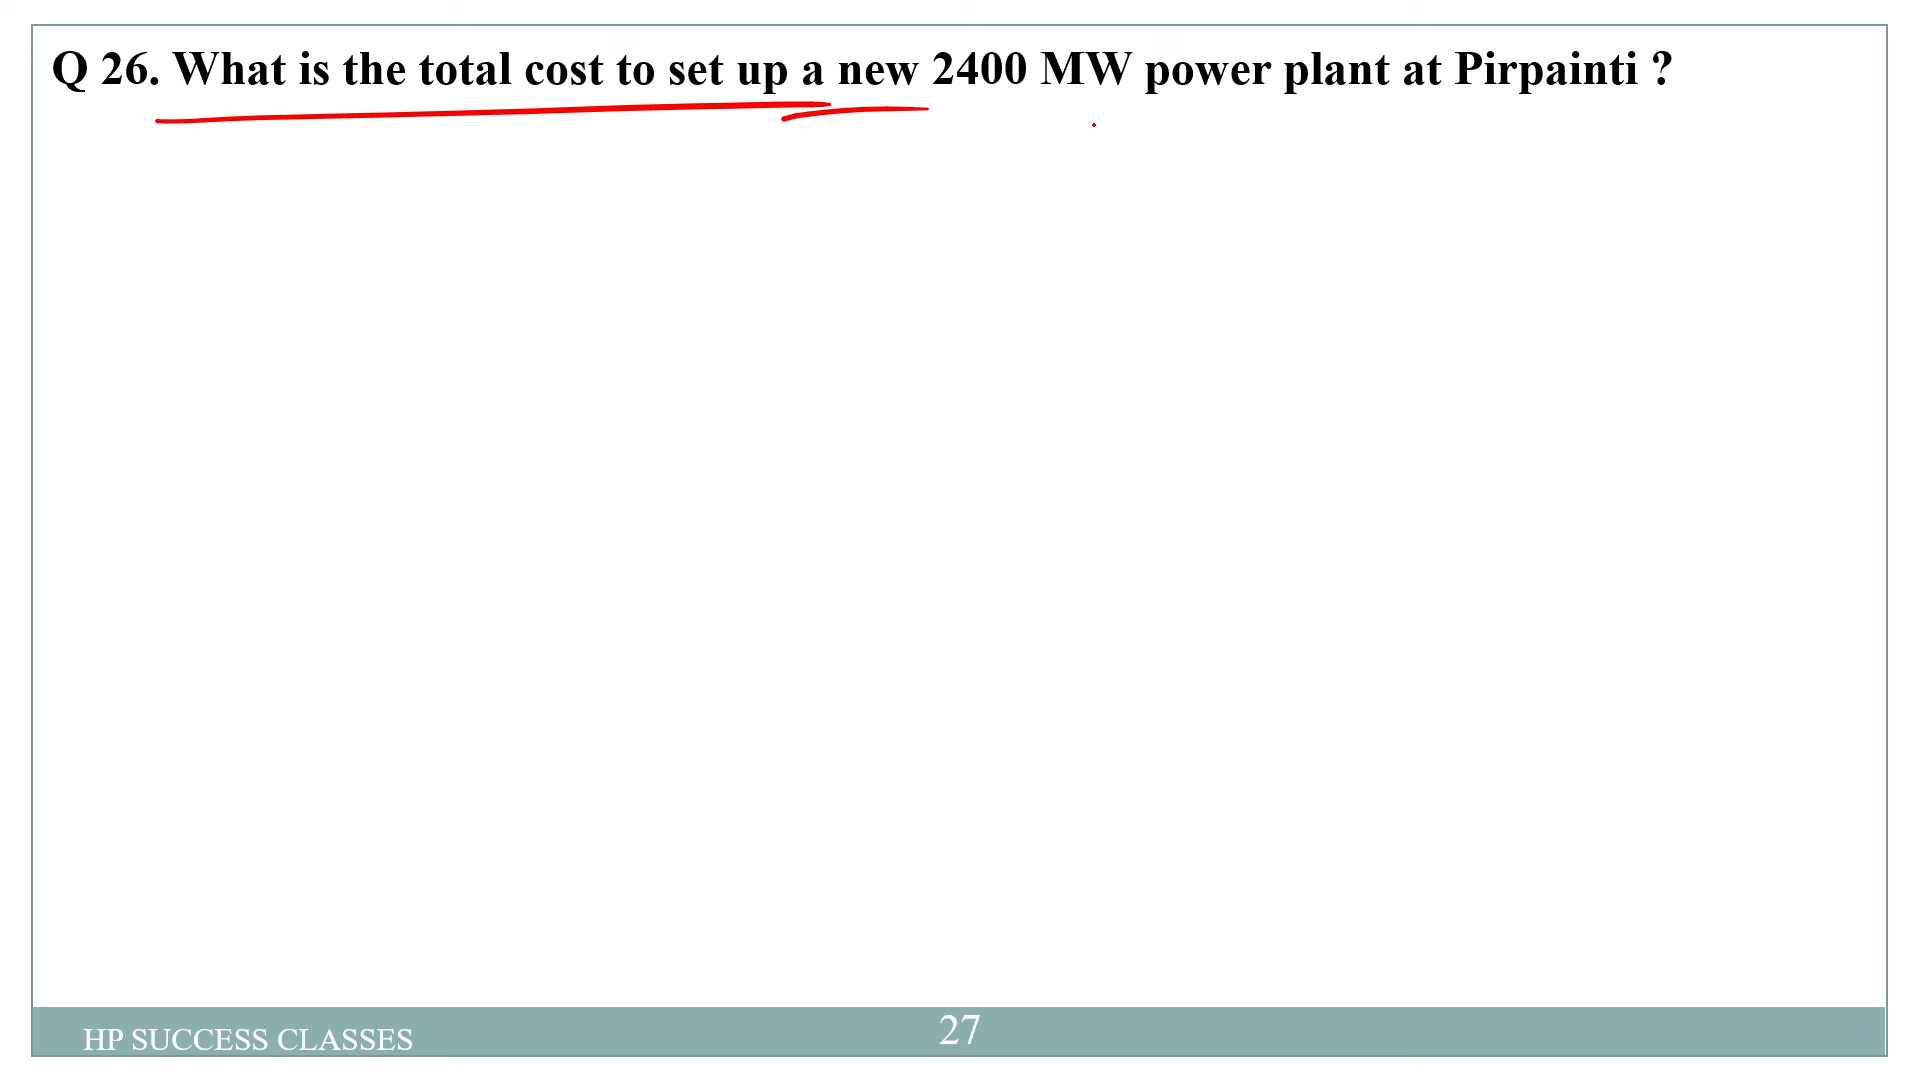 Q 26. What is the total cost to set up a new 2400 MW power plant at Pirpainti ?
HP SUCCESS CLASSES
27